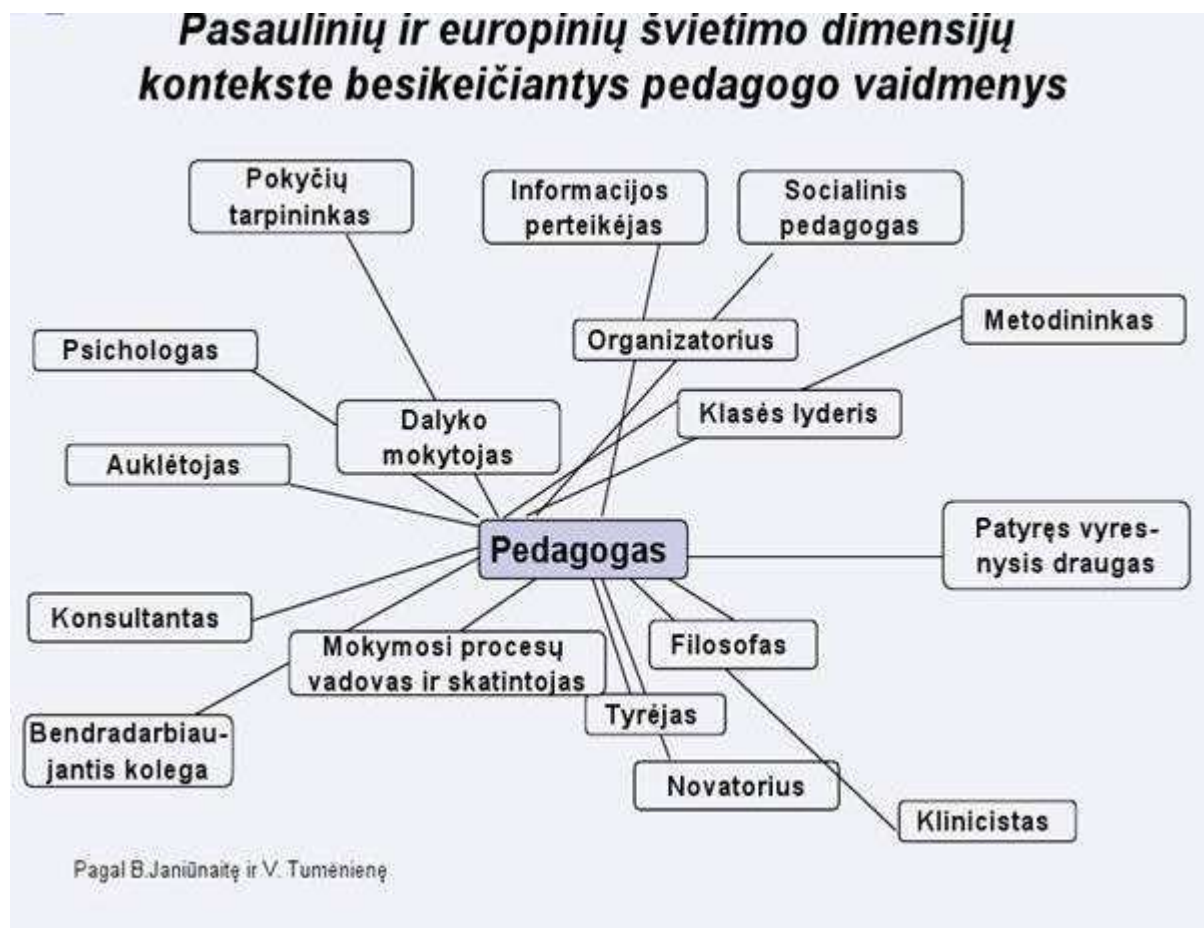 Pasaulinių ir europinių švietimo dimensijų
kontekste besikeičiantys pedagogo vaidmenys
Pokyčių
tarpininkas
Informacijos
perteikėjas
Socialinis
pedagogas
Metodininkas
Organizatorius
Psichologas
Klasės lyderis
Dalyko
mokytojas
Auklėtojas
Pedagogas
Patyręs vyres-
nysis draugas
Konsultantas
Mokymosi procesų
vadovas ir skatintojas
Filosofas
Tyrėjas
Bendradarbiau-
jantis kolega
Novatorius
Klinicistas
Pagal B.Janiūnaitę ir V. Tumėnienę